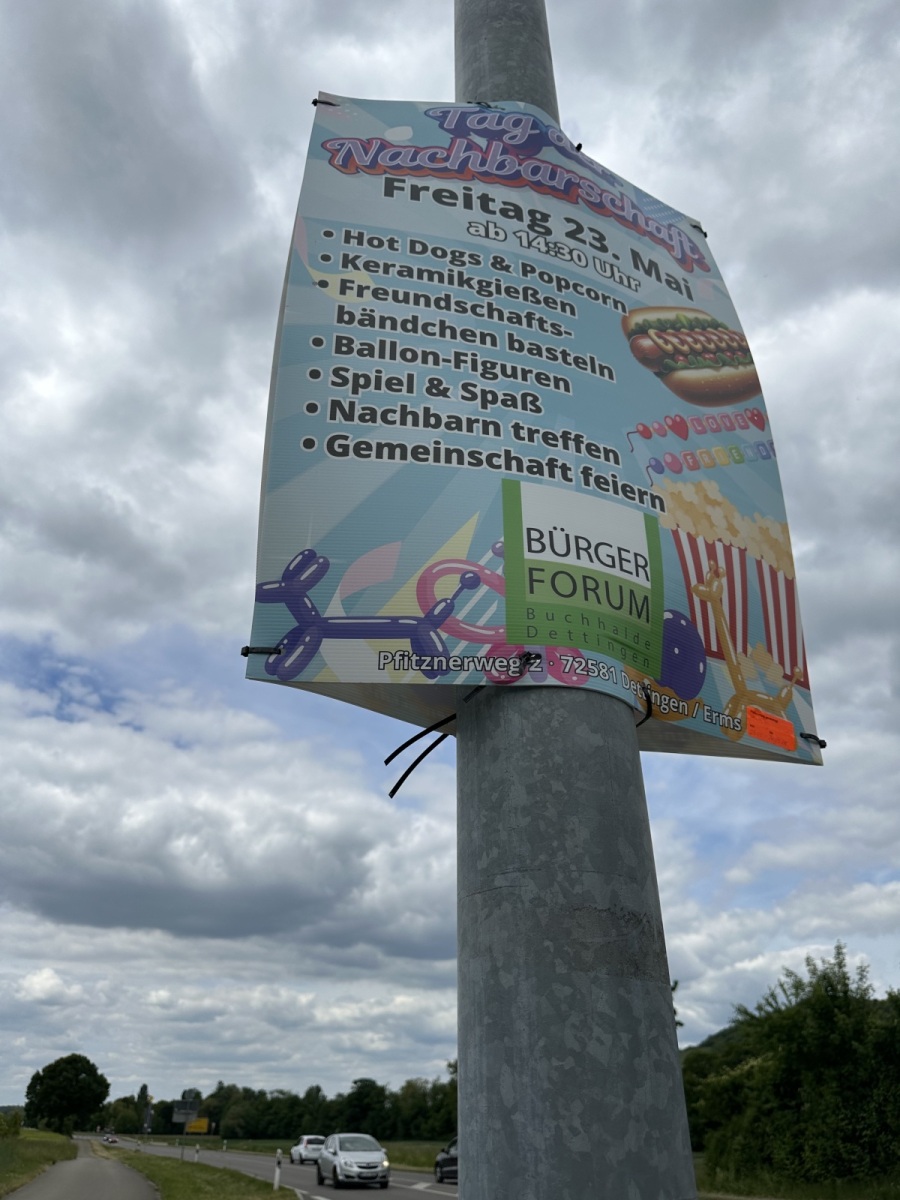 Tag der
Nachbarschaft
Freitag 23. Mai
ab 14:30 Uhr
• Hot Dogs & Popcorn
• Keramikgießen
• Freundschafts-
bändchen basteln
• Ballon-Figuren
• Spiel & Spaß
• Nachbarn treffen
• Gemeinschaft feiern
LOVE
BÜRGER
FORUM
Buchhalde
Dettingen
Pfitznerweg 2 · 72581 Dettingen / Erms